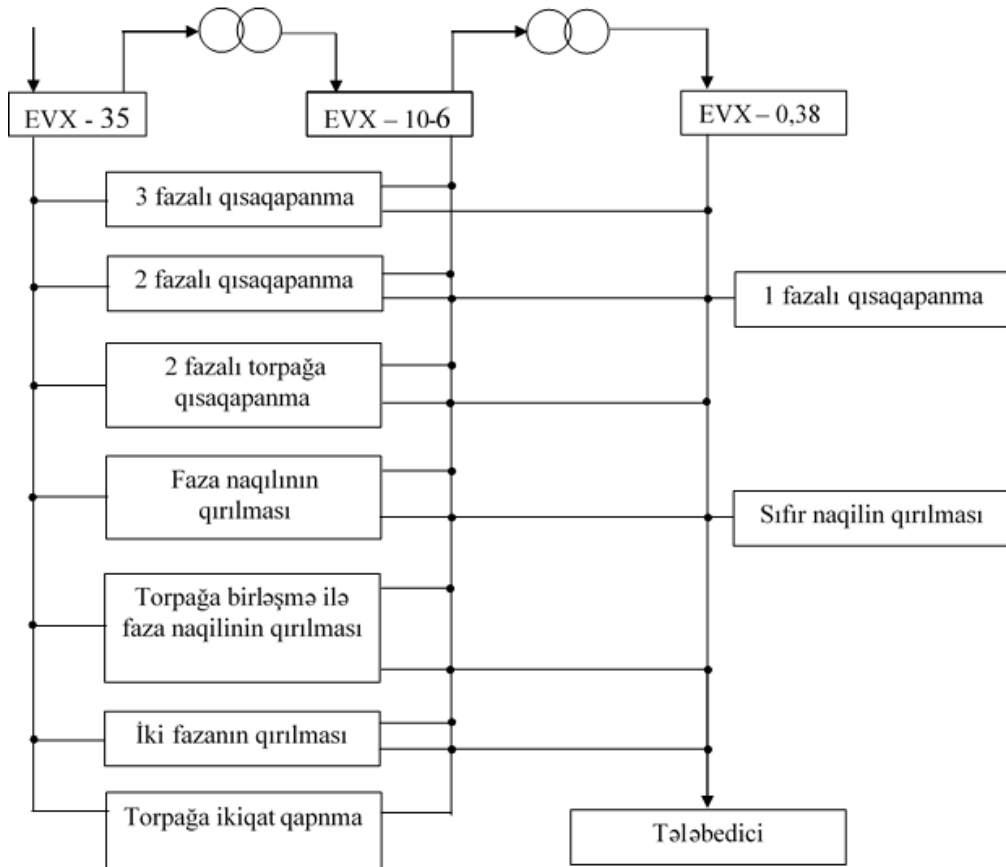 EVX - 35
EVX – 10-6
EVX – 0,38
3 fazalı qısaqapanma
2 fazalı qısaqapanma
1 fazalı qısaqapanma
2 fazalı torpağa
qısaqapanma
Faza naqılının
qırılması
Sıfır naqilin qırılması
Torpağa birləşmə ilə
faza naqilinin qırılması
İki fazanın qırılması
Torpağa ikiqat qapnma
Tələbedici